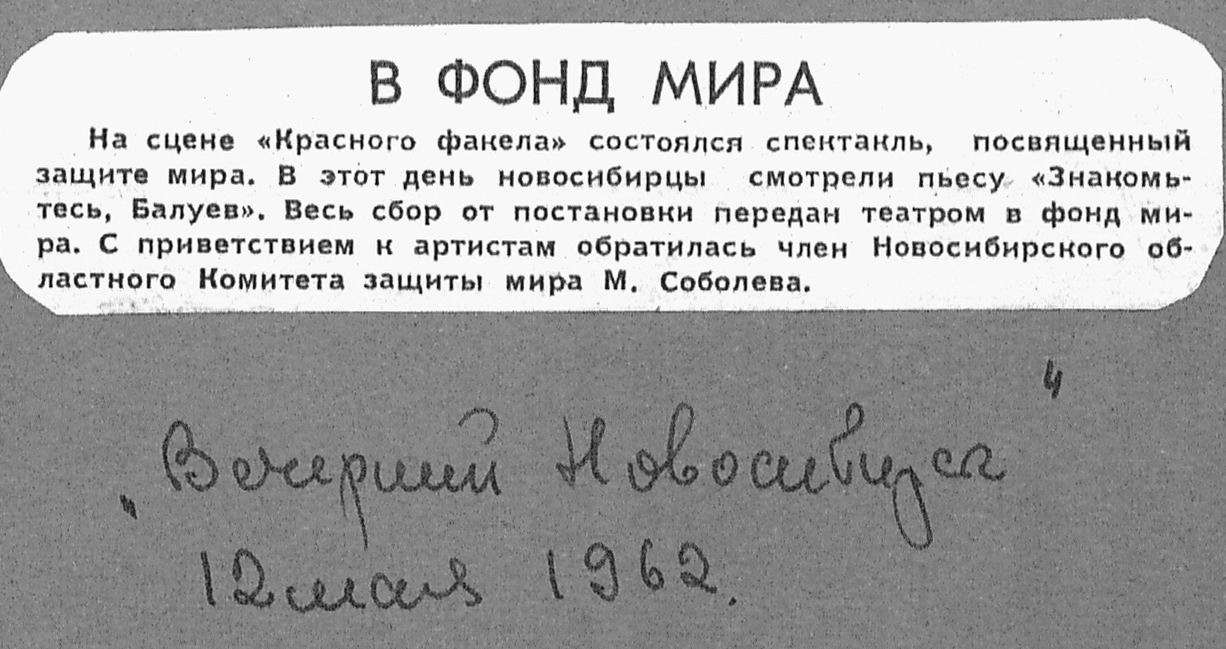 В ФОНД МИРА
На сцене «Красного факела» состоялся спектакль, посвященный
защите мира. В этот день новосибирцы смотрели пьесу «Знакомь-
тесь, Балуев». Весь сбор от постановки передан театром в фонд ми-
ра. С приветствием к артистам обратилась член Новосибирского об-
ластного Комитета защиты мира М. Соболева.
„Вечерний Новосибирск"
12 мая 1962.